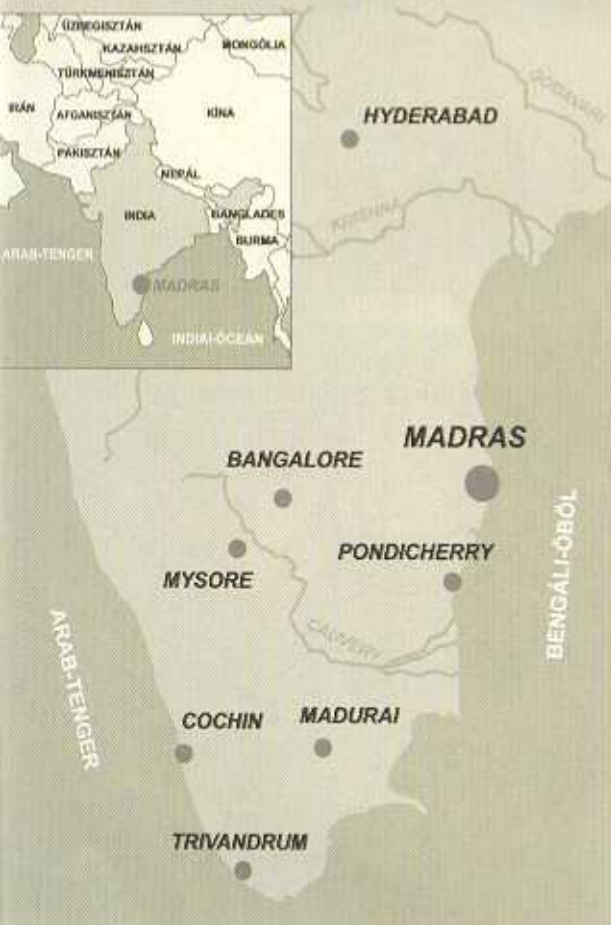 ÜZBEGISZTÁN
KAZAHSZTÁN
MONGÓLIA
TÜRKMENISZTÁN
IRÁN
AFGANISZTÁN
KÍNA
PAKISZTÁN
NEPÁL
INDIA
BANGLADES
BURMA
ARAB-TENGER
MADRAS
INDIAI-ÓCEÁN
GODAVARI
HYDERABAD
KRISHNA
MADRAS
BANGALORE
BENGÁLI-ÖBÖL
PONDICHERRY
MYSORE
CAUVERY
ARAB-TENGER
COCHIN
MADURAI
TRIVANDRUM